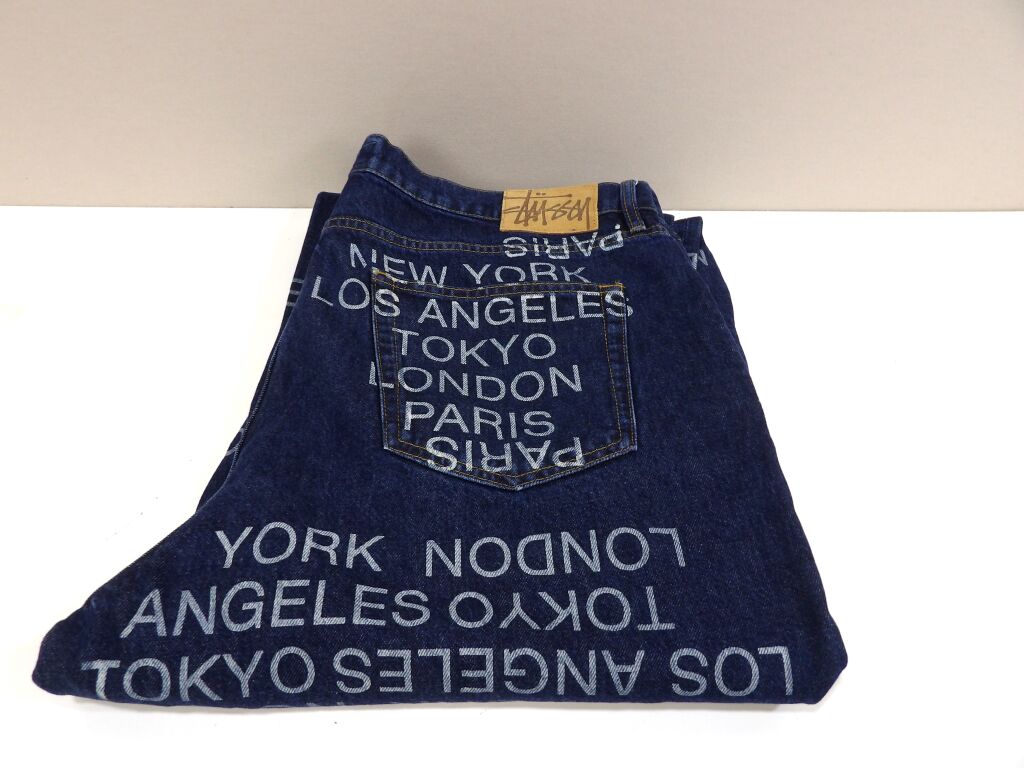 Stüssy
PARIS
NEW YORK
LOS ANGELES
TOKYO
LONDON
PARIS
PARIS
YORK LONDON
ANGELES TOKYO
TOKYO LOS ANGELES